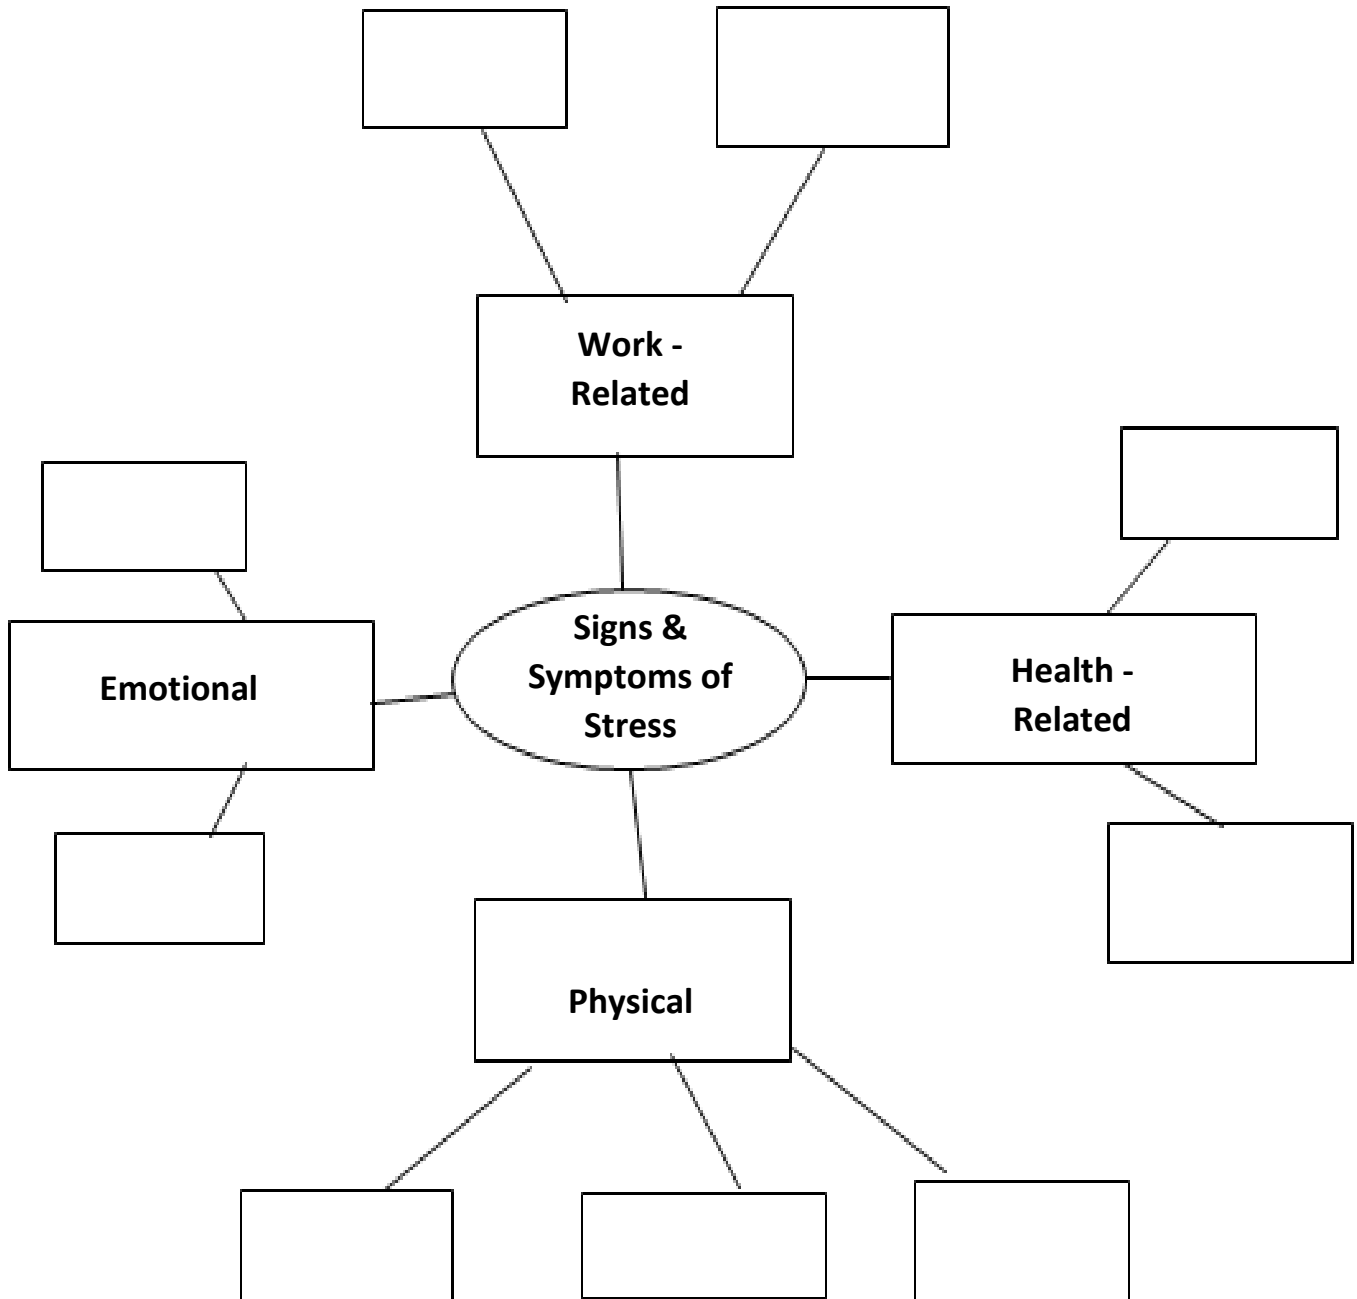 Work -
Related
Signs &
Symptoms of
Stress
Emotional
Health -
Related
Physical